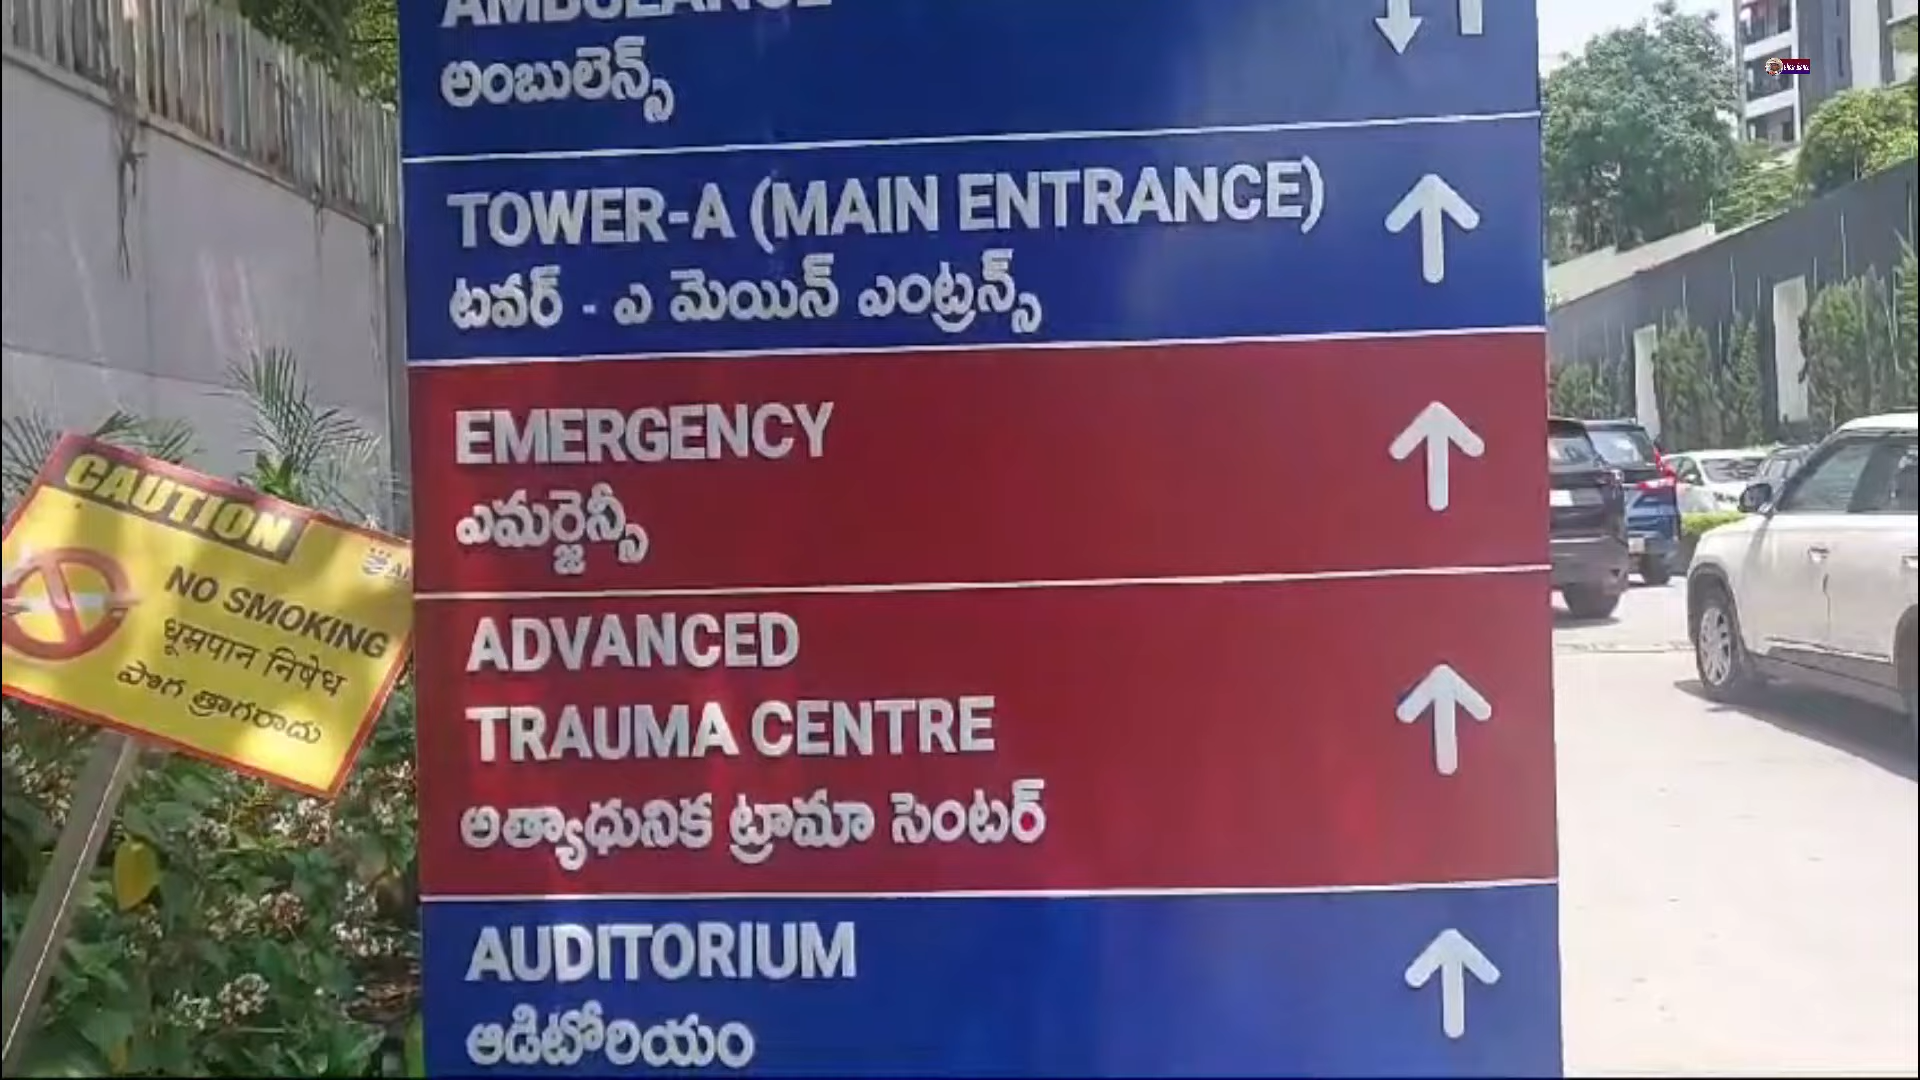 AMBULANCE
అంబులెన్స్
TOWER-A (MAIN ENTRANCE)
టవర్ - ఎ మెయిన్ ఎంట్రన్స్
EMERGENCY
ఎమర్జెన్సీ
ADVANCED
TRAUMA CENTRE
అత్యాధునిక ట్రామా సెంటర్
AUDITORIUM
ఆడిటోరియం
CAUTION
NO SMOKING
धूम्रपान निषेध
పొగ త్రాగరాదు